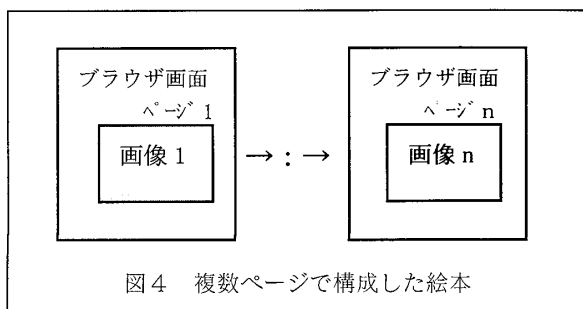 ブラウザ画面
ページ 1
画像 1
→ : →
ブラウザ画面
ページ n
画像 n
図4 複数ページで構成した絵本